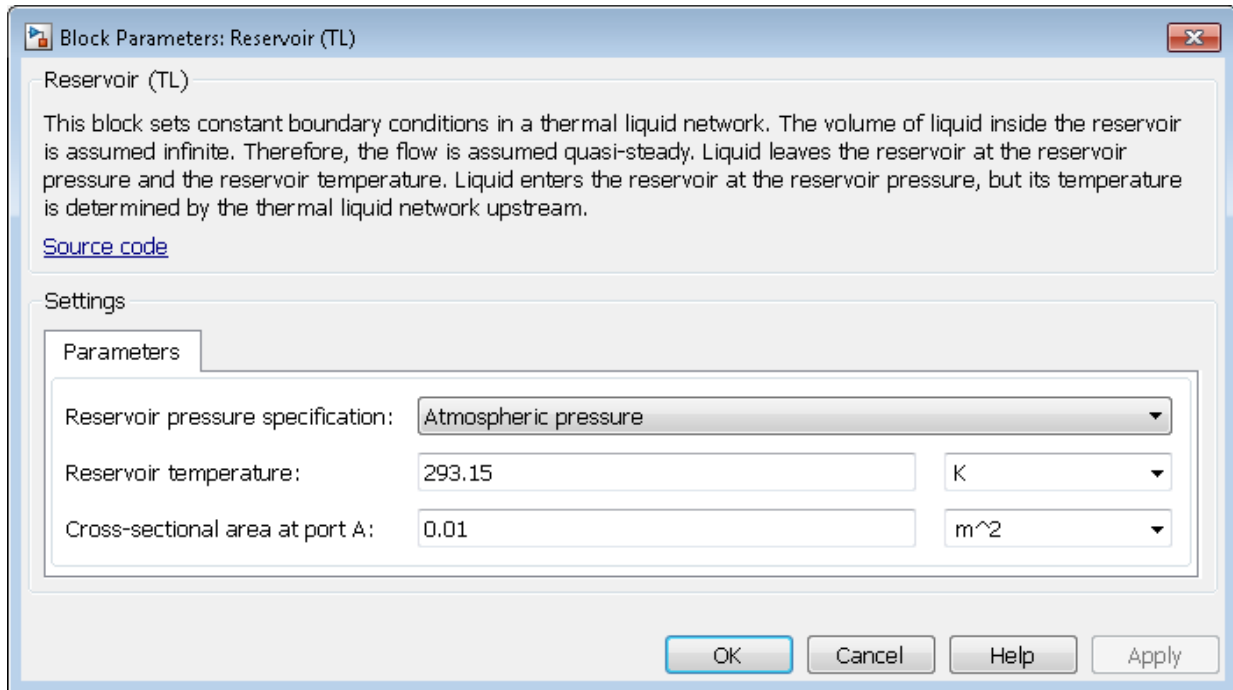 Block Parameters: Reservoir (TL)
Reservoir (TL)
This block sets constant boundary conditions in a thermal liquid network. The volume of liquid inside the reservoir
is assumed infinite. Therefore, the flow is assumed quasi-steady. Liquid leaves the reservoir at the reservoir
pressure and the reservoir temperature. Liquid enters the reservoir at the reservoir pressure, but its temperature
is determined by the thermal liquid network upstream.
Source code
Settings
Parameters
Reservoir pressure specification: Atmospheric pressure
Reservoir temperature: 293.15 K
Cross-sectional area at port A: 0.01 m^2
OK Cancel Help Apply